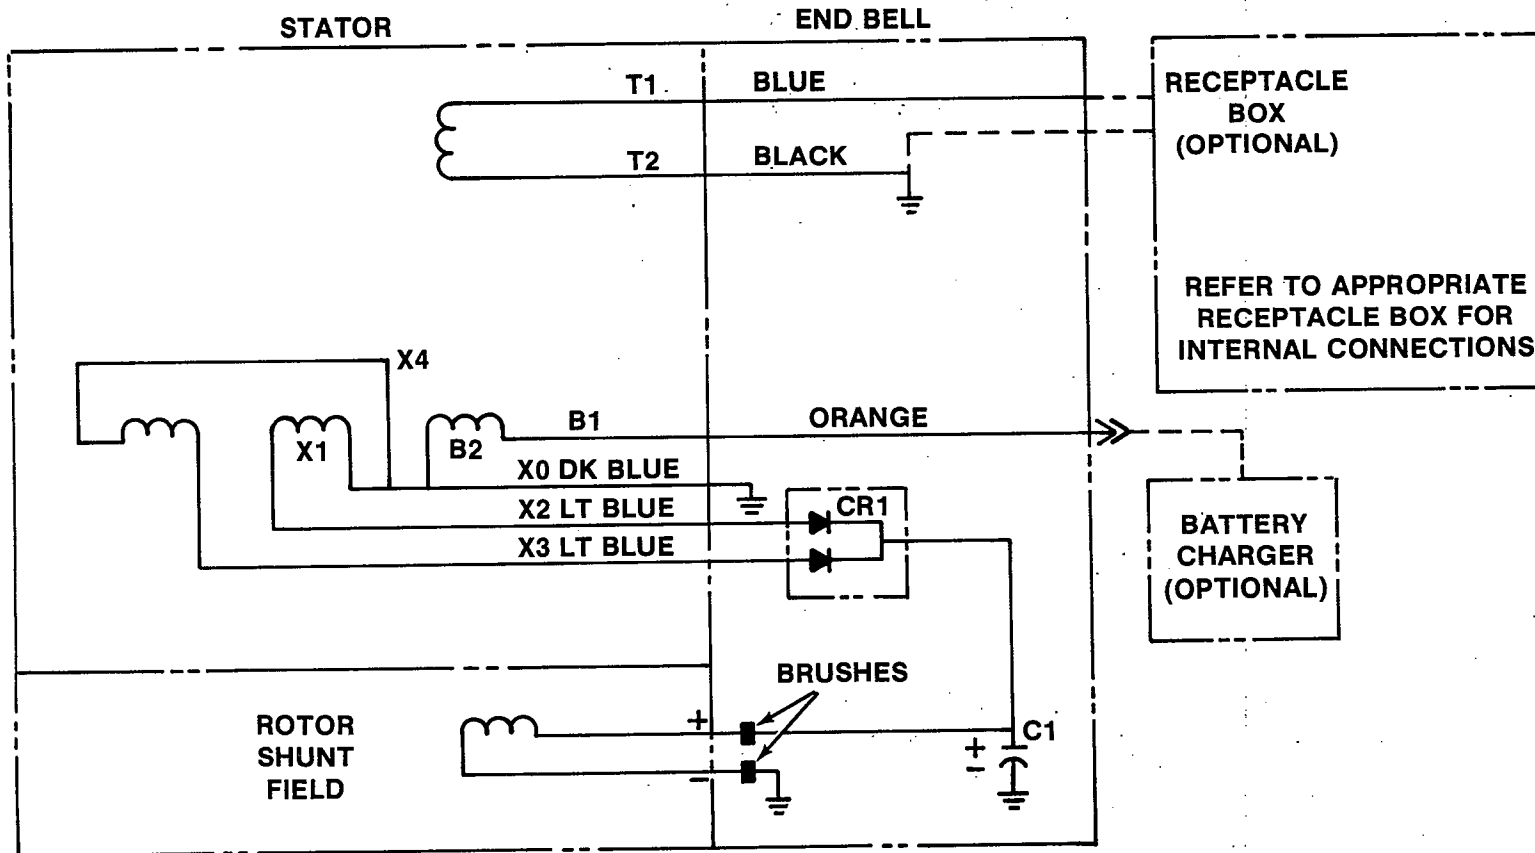 STATOR
END BELL
T1
BLUE
RECEPTACLE
BOX
(OPTIONAL)
T2
BLACK
REFER TO APPROPRIATE
RECEPTACLE BOX FOR
INTERNAL CONNECTIONS
X4
X1
B2
B1
ORANGE
X0 DK BLUE
X2 LT BLUE
X3 LT BLUE
CR1
BATTERY
CHARGER
(OPTIONAL)
BRUSHES
ROTOR
SHUNT
FIELD
+
-
+
-
C1